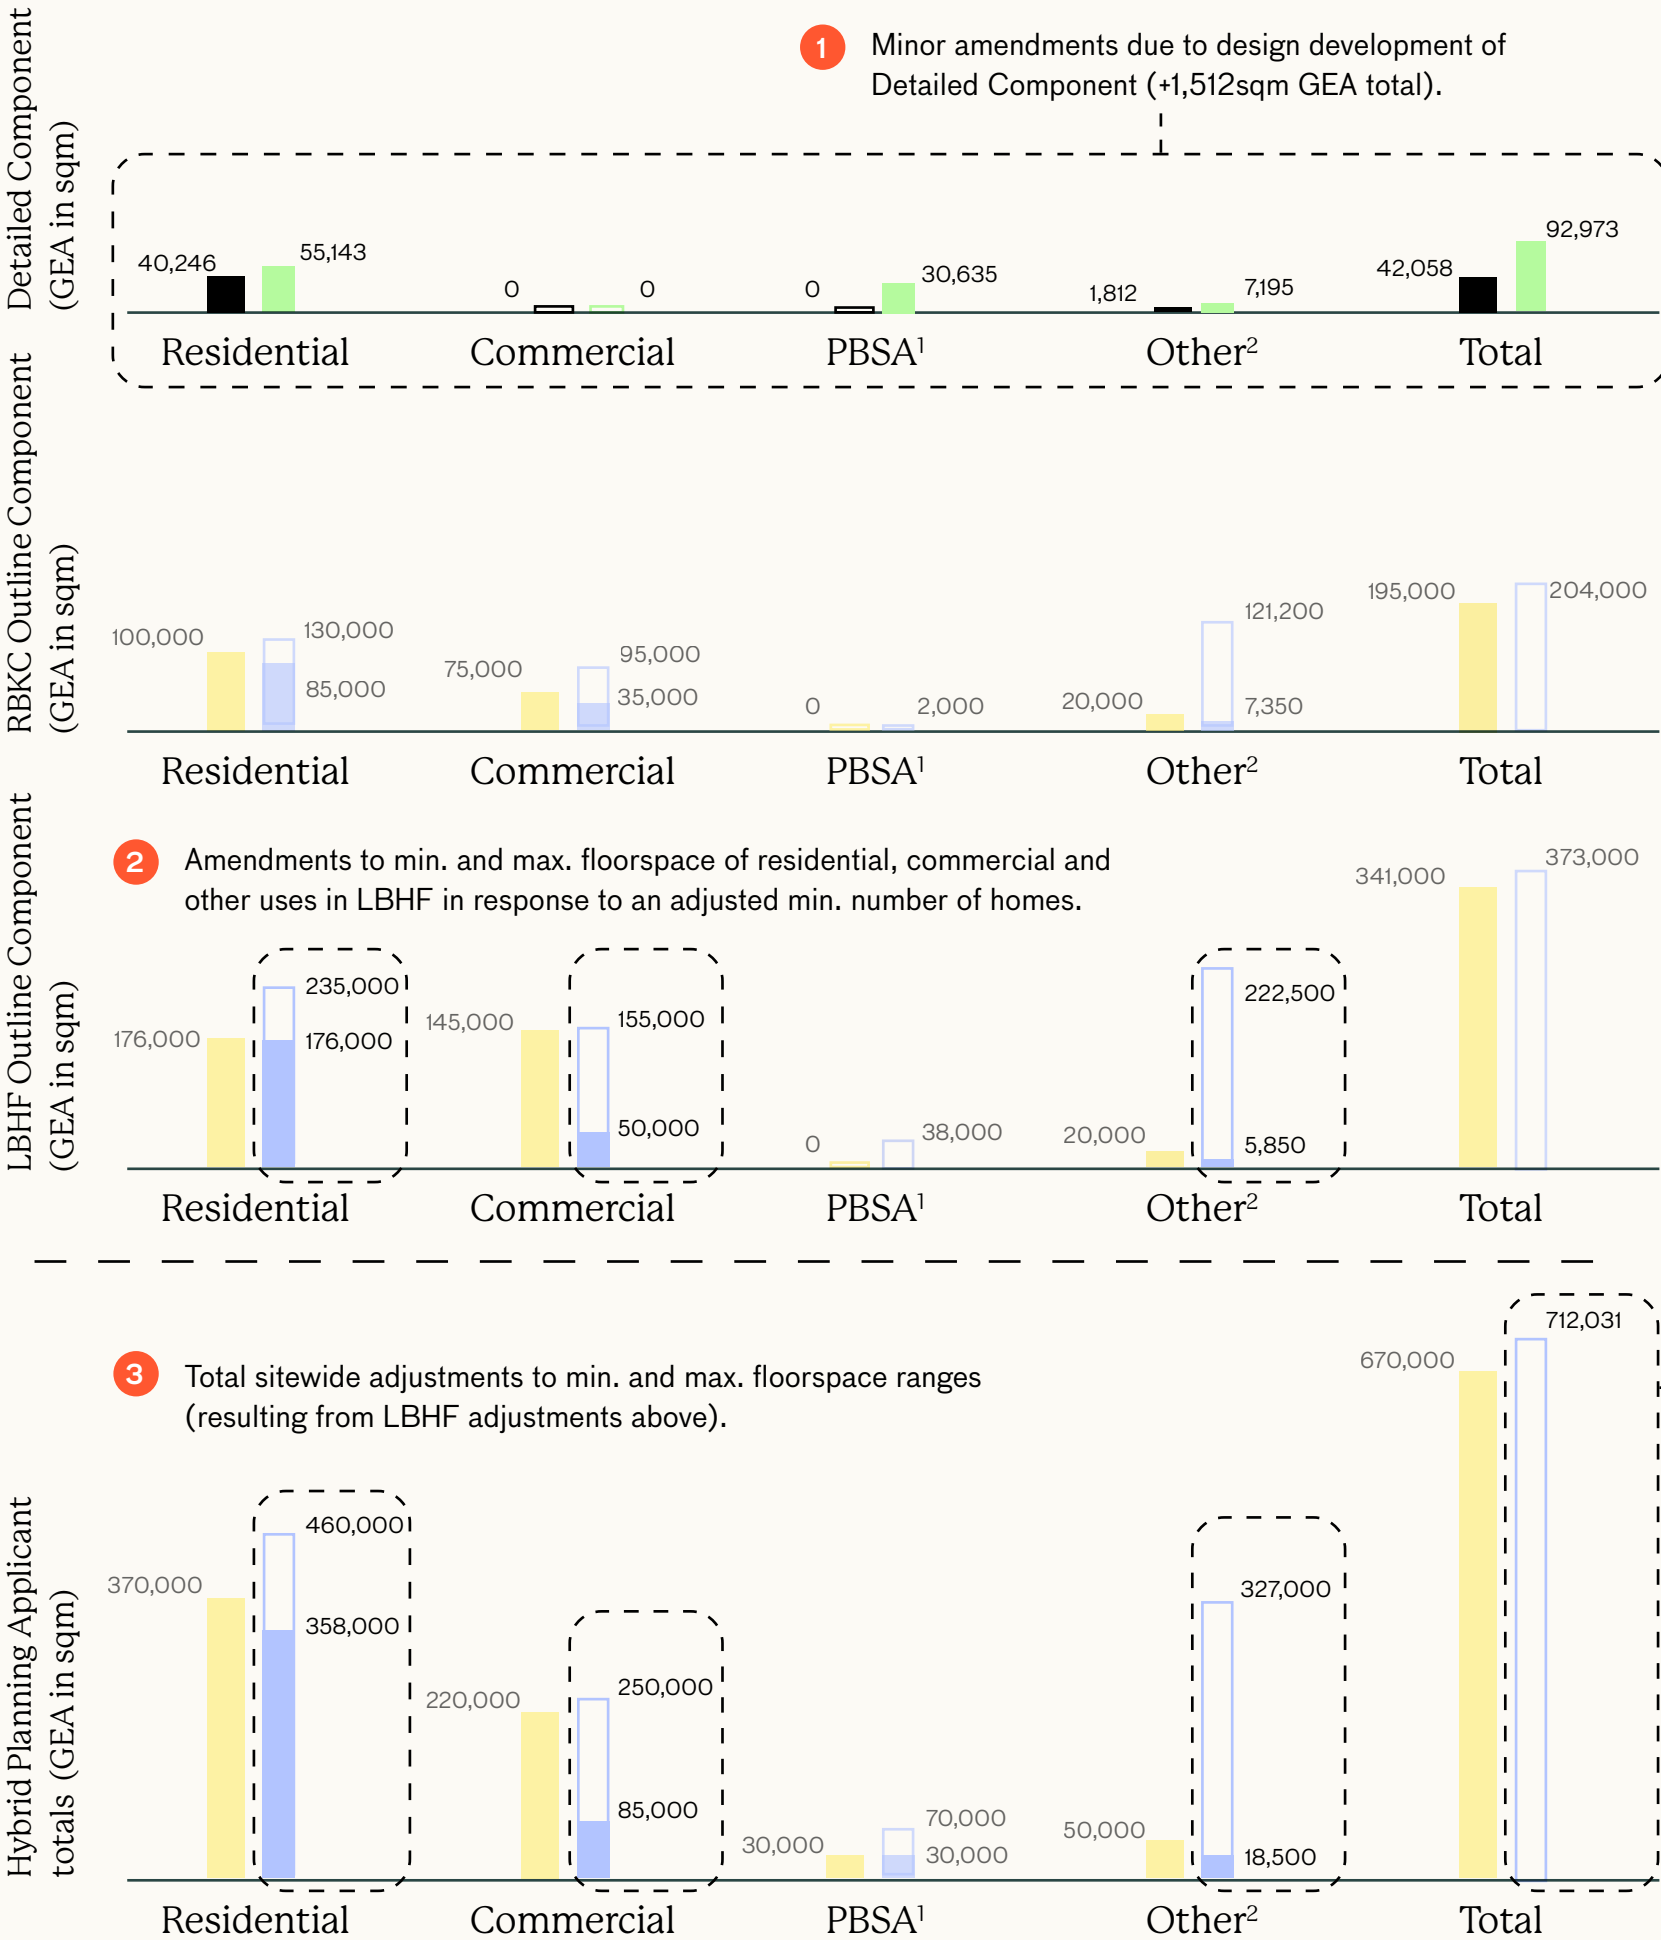 1
Minor amendments due to design development of
Detailed Component (+1,512sqm GEA total).
Detailed Component
(GEA in sqm)
40,246
55,143
0
0
0
30,635
1,812
7,195
42,058
92,973
Residential
Commercial
PBSA¹
Other²
Total
RBKC Outline Component
(GEA in sqm)
100,000
130,000
85,000
75,000
95,000
35,000
0
2,000
20,000
121,200
7,350
195,000
204,000
Residential
Commercial
PBSA¹
Other²
Total
2
Amendments to min. and max. floorspace of residential, commercial and
other uses in LBHF in response to an adjusted min. number of homes.
LBHF Outline Component
(GEA in sqm)
176,000
235,000
176,000
145,000
155,000
50,000
0
38,000
20,000
222,500
5,850
341,000
373,000
Residential
Commercial
PBSA¹
Other²
Total
3
Total sitewide adjustments to min. and max. floorspace ranges
(resulting from LBHF adjustments above).
Hybrid Planning Applicant
totals (GEA in sqm)
370,000
460,000
358,000
220,000
250,000
85,000
30,000
70,000
30,000
50,000
327,000
18,500
670,000
712,031
Residential
Commercial
PBSA¹
Other²
Total